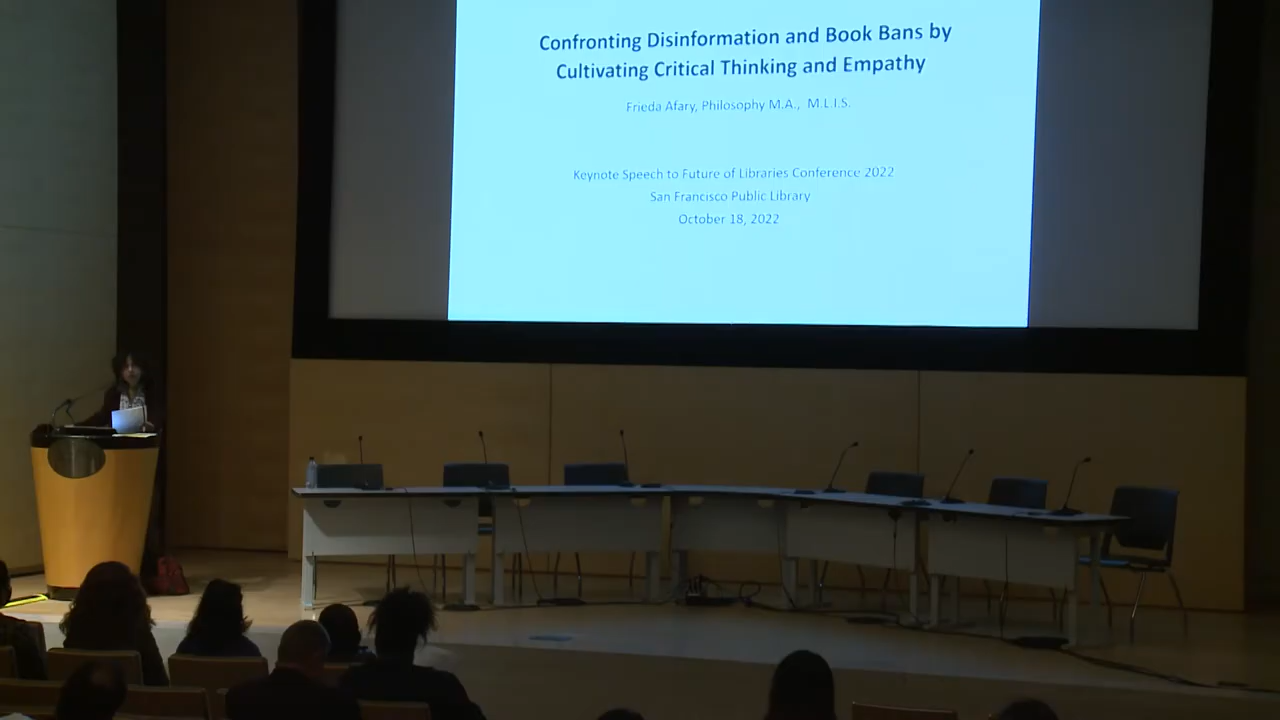 Confronting Disinformation and Book Bans by
Cultivating Critical Thinking and Empathy
Frieda Afary, Philosophy M.A., M.L.I.S.
Keynote Speech to Future of Libraries Conference 2022
San Francisco Public Library
October 18, 2022